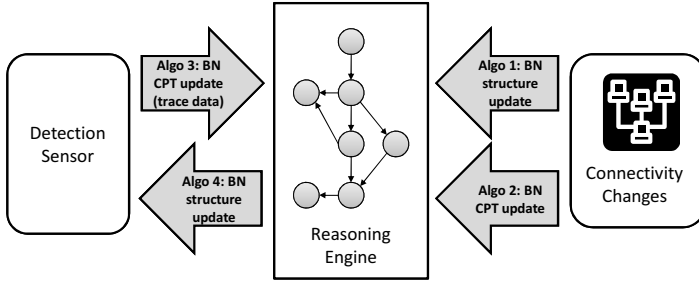 Detection
Sensor
Algo 3: BN
CPT update
(trace data)
Algo 4: BN
structure
update
Reasoning
Engine
Algo 1: BN
structure
update
Algo 2: BN
CPT update
Connectivity
Changes